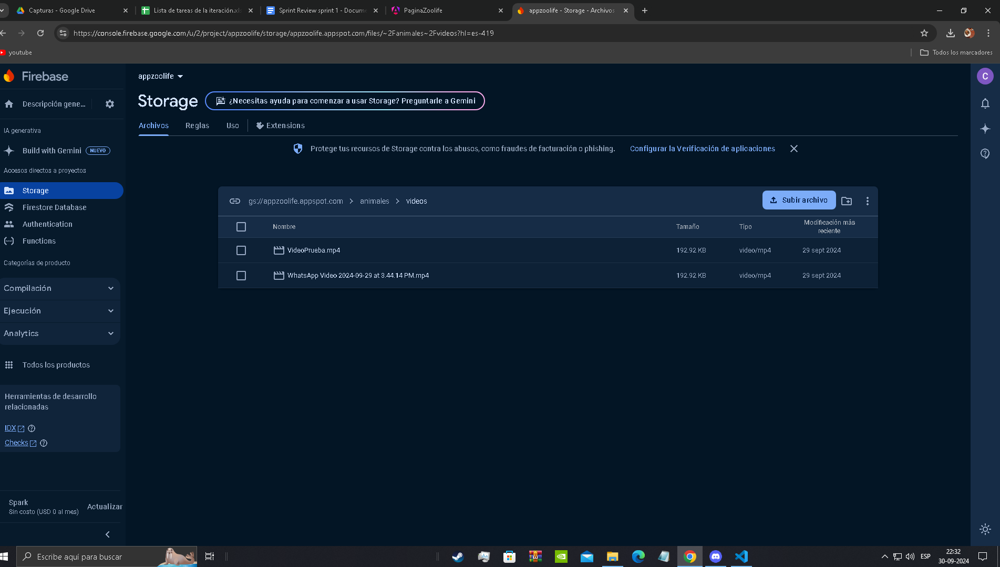 Capturas - Google Drive
Lista de tareas de la iteración.xls
Sprint Review sprint 1 - Docume
PaginaZoolife
appzoolife - Storage - Archivos
https://console.firebase.google.com/u/2/project/appzoolife/storage/appzoolife.appspot.com/files/~2Fanimales~2Fvideos?hl=es-419
youtube
Todos los marcadores
Firebase
appzoolife
C
Descripción gene...
Storage
¿Necesitas ayuda para comenzar a usar Storage? Preguntarle a Gemini
Archivos
Reglas
Uso
Extensions
IA generativa
Build with Gemini
NUEVO
Protege tus recursos de Storage contra los abusos, como fraudes de facturación o phishing.
Configurar la Verificación de aplicaciones
Accesos directos a proyectos
Storage
Firestore Database
Authentication
Functions
gs://appzoolife.appspot.com
animales
videos
Subir archivo
Nombre
Tamaño
Tipo
Modificación más
reciente
VideoPrueba.mp4
192.92 KB
video/mp4
29 sept 2024
WhatsApp Video 2024-09-29 at 3.44.14 PM.mp4
192.92 KB
video/mp4
29 sept 2024
Categorías de producto
Compilación
Ejecución
Analytics
Todos los productos
Herramientas de desarrollo
relacionadas
IDX
Checks
Spark
Sin costo (USD 0 al mes)
Actualizar
Escribe aquí para buscar
ESP
22:32
30-09-2024